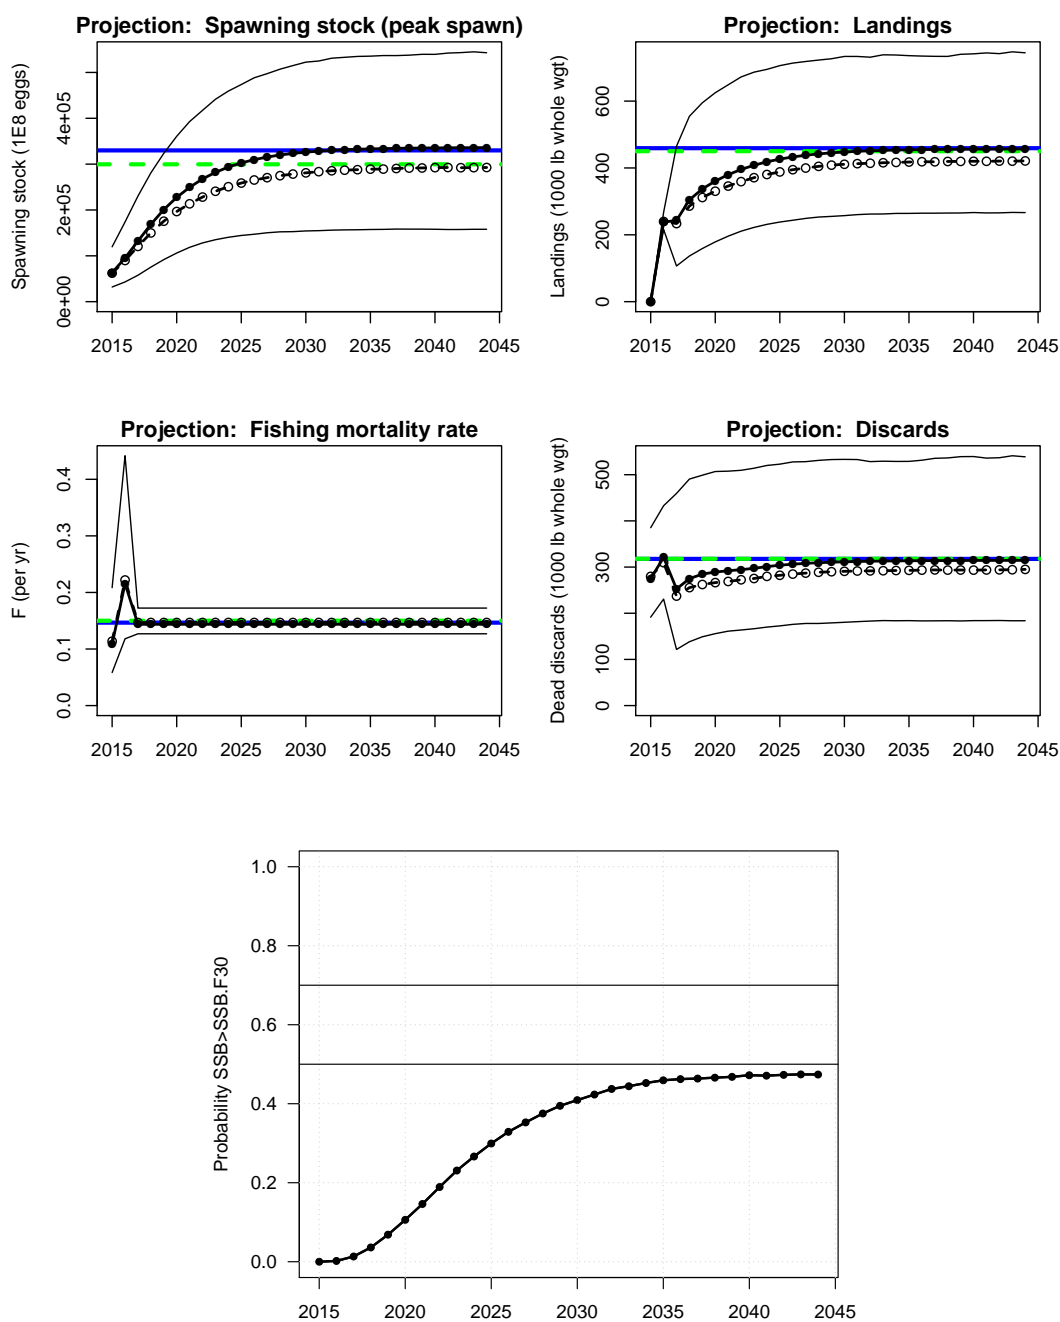 Projection: Spawning stock (peak spawn)
Spawning stock (1E8 eggs)
4e+05
2e+05
0e+00
2015 2020 2025 2030 2035 2040 2045
Projection: Landings
Landings (1000 lb whole wgt)
600
400
200
0
2015 2020 2025 2030 2035 2040 2045
Projection: Fishing mortality rate
F (per yr)
0.4
0.3
0.2
0.1
0.0
2015 2020 2025 2030 2035 2040 2045
Projection: Discards
Dead discards (1000 lb whole wgt)
500
300
100
0
2015 2020 2025 2030 2035 2040 2045
Probability SSB>SSB.F30
1.0
0.8
0.6
0.4
0.2
0.0
2015 2020 2025 2030 2035 2040 2045